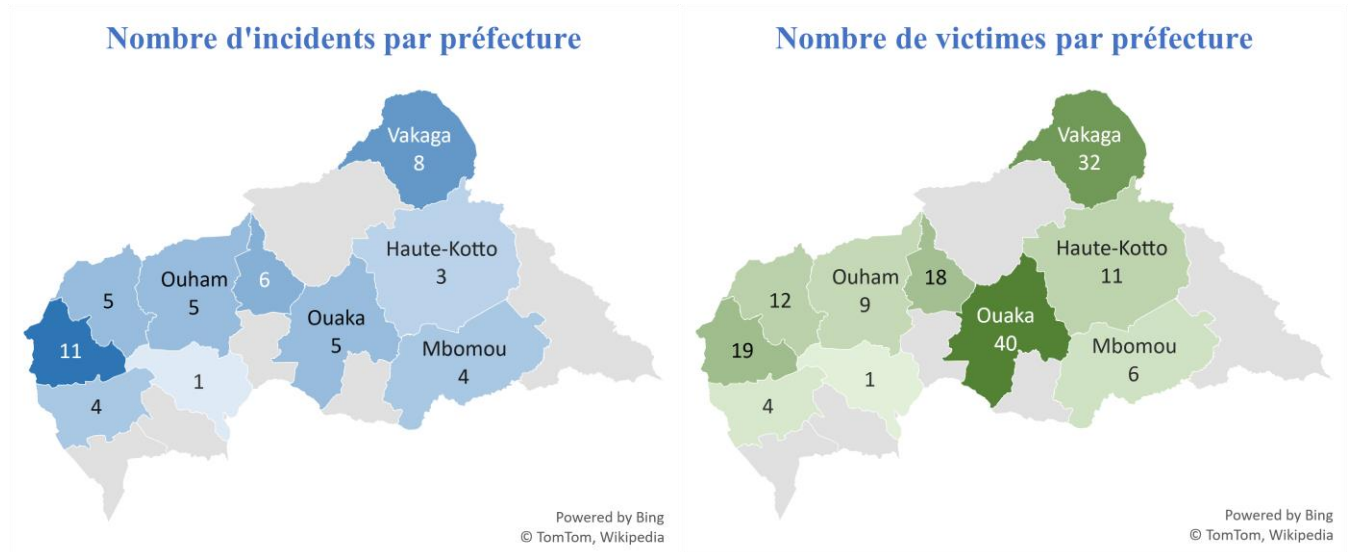 Nombre d'incidents par préfecture
Vakaga
8
Haute-Kotto
3
6
Ouham
5
5
Ouaka
5
11
Mbomou
4
1
4
Powered by Bing
© TomTom, Wikipedia
Nombre de victimes par préfecture
Vakaga
32
Haute-Kotto
11
18
Ouham
9
12
Ouaka
40
19
Mbomou
6
1
4
Powered by Bing
© TomTom, Wikipedia